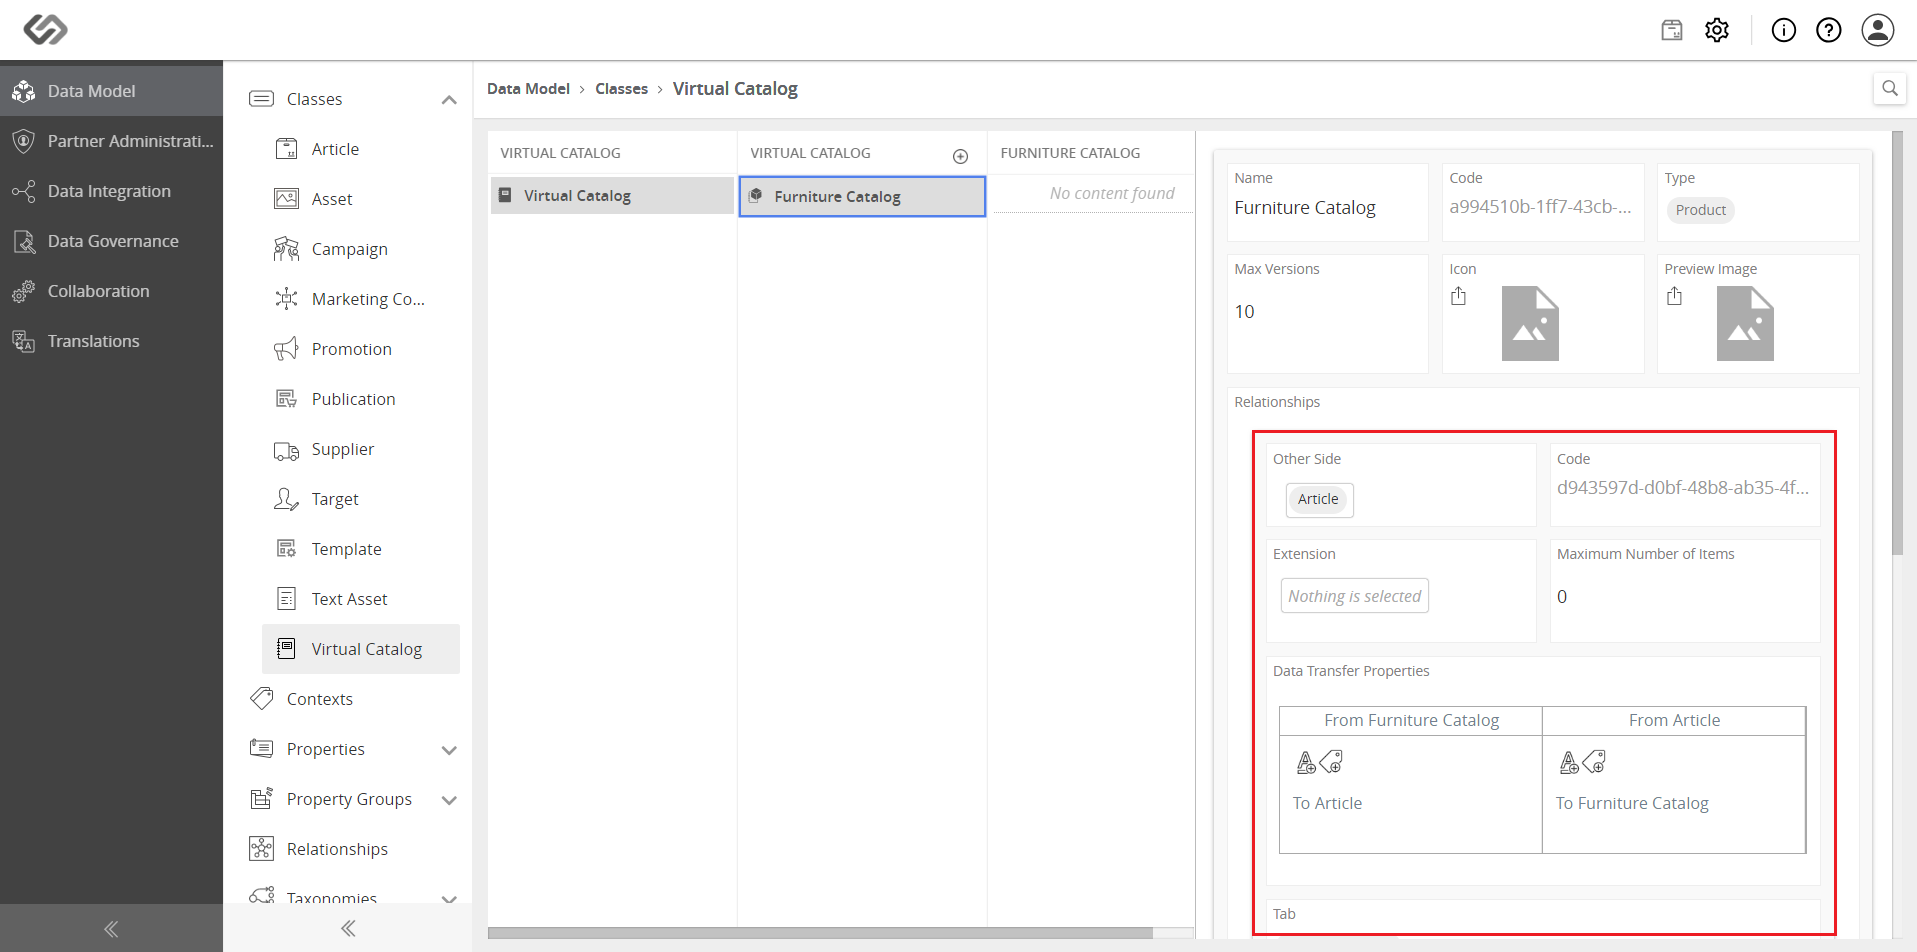 Data Model
Partner Administrati...
Data Integration
Data Governance
Collaboration
Translations
Classes
Article
Asset
Campaign
Marketing Co...
Promotion
Publication
Supplier
Target
Template
Text Asset
Virtual Catalog
Contexts
Properties
Property Groups
Relationships
Taxonomies
Data Model > Classes > Virtual Catalog
VIRTUAL CATALOG
Virtual Catalog
VIRTUAL CATALOG
Furniture Catalog
FURNITURE CATALOG
No content found
Name
Furniture Catalog
Code
a994510b-1ff7-43cb-...
Type
Product
Max Versions
10
Icon
Preview Image
Relationships
Other Side
Article
Code
d943597d-d0bf-48b8-ab35-4f...
Extension
Nothing is selected
Maximum Number of Items
0
Data Transfer Properties
From Furniture Catalog
From Article
To Article
To Furniture Catalog
Tab